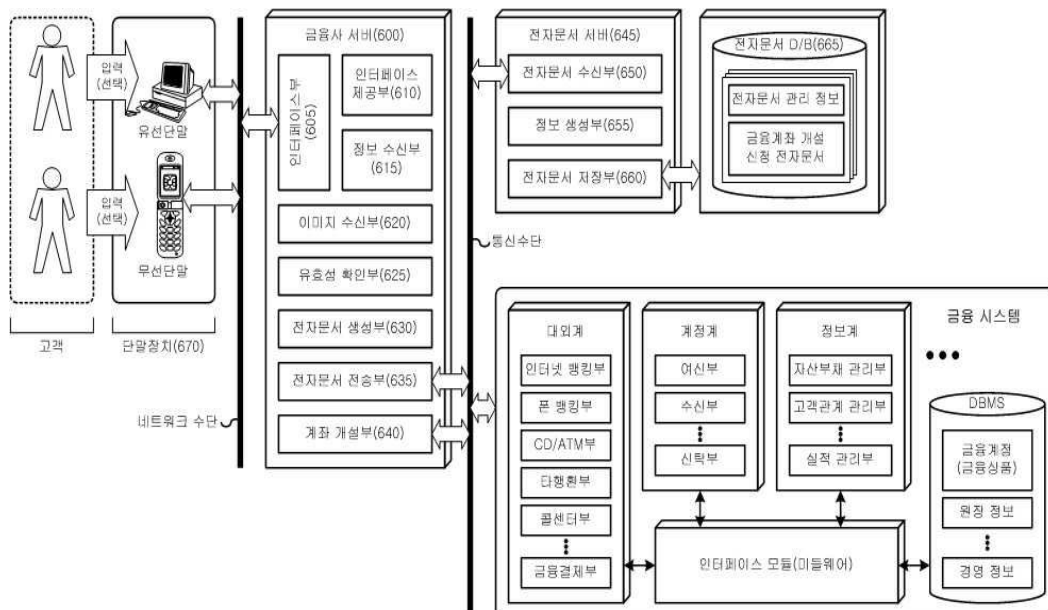 입력
(선택)
유선단말
입력
(선택)
무선단말
고객
단말장치(670)
네트워크 수단
금융사 서버(600)
인터페이스부
(605)
인터페이스
제공부(610)
정보 수신부
(615)
이미지 수신부(620)
유효성 확인부(625)
전자문서 생성부(630)
전자문서 전송부(635)
계좌 개설부(640)
통신수단
전자문서 서버(645)
전자문서 수신부(650)
정보 생성부(655)
전자문서 저장부(660)
전자문서 D/B(665)
전자문서 관리 정보
금융계좌 개설
신청 전자문서
금융 시스템
대외계
인터넷 뱅킹부
폰 뱅킹부
CD/ATM부
타행환부
콜센터부
금융결제부
계정계
여신부
수신부
신탁부
정보계
자산부채 관리부
고객관계 관리부
실적 관리부
인터페이스 모듈(미들웨어)
DBMS
금융계정
(금융상품)
원장 정보
경영 정보